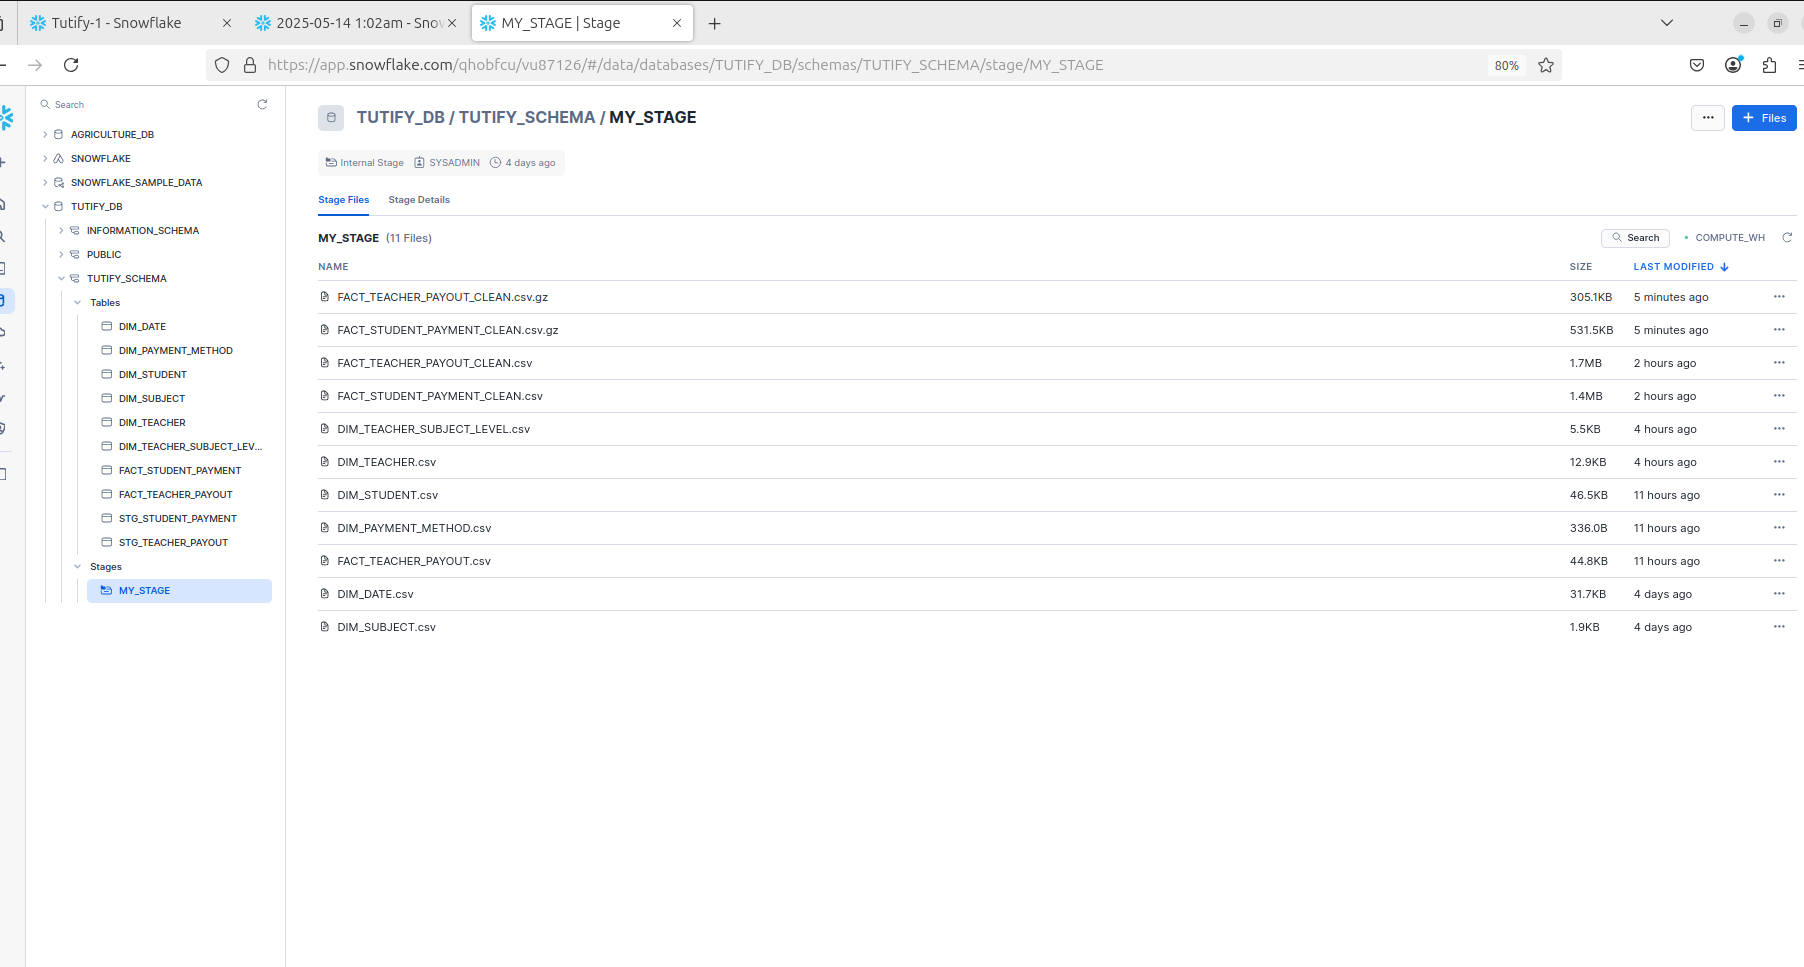 Tutify-1 - Snowflake
2025-05-14 1:02am - Snov
MY_STAGE | Stage
https://app.snowflake.com/qhobfcu/vu87126/#/data/databases/TUTIFY_DB/schemas/TUTIFY_SCHEMA/stage/MY_STAGE
80%
Search
AGRICULTURE_DB
SNOWFLAKE
SNOWFLAKE_SAMPLE_DATA
TUTIFY_DB
INFORMATION_SCHEMA
PUBLIC
TUTIFY_SCHEMA
Tables
DIM_DATE
DIM_PAYMENT_METHOD
DIM_STUDENT
DIM_SUBJECT
DIM_TEACHER
DIM_TEACHER_SUBJECT_LEV...
FACT_STUDENT_PAYMENT
FACT_TEACHER_PAYOUT
STG_STUDENT_PAYMENT
STG_TEACHER_PAYOUT
Stages
MY_STAGE
TUTIFY_DB / TUTIFY_SCHEMA / MY_STAGE
... + Files
Internal Stage SYSADMIN 4 days ago
Stage Files Stage Details
MY_STAGE (11 Files)
Search COMPUTE_WH
NAME SIZE LAST MODIFIED
FACT_TEACHER_PAYOUT_CLEAN.csv.gz 305.1KB 5 minutes ago ...
FACT_STUDENT_PAYMENT_CLEAN.csv.gz 531.5KB 5 minutes ago ...
FACT_TEACHER_PAYOUT_CLEAN.csv 1.7MB 2 hours ago ...
FACT_STUDENT_PAYMENT_CLEAN.csv 1.4MB 2 hours ago ...
DIM_TEACHER_SUBJECT_LEVEL.csv 5.5KB 4 hours ago ...
DIM_TEACHER.csv 12.9KB 4 hours ago ...
DIM_STUDENT.csv 46.5KB 11 hours ago ...
DIM_PAYMENT_METHOD.csv 336.0B 11 hours ago ...
FACT_TEACHER_PAYOUT.csv 44.8KB 11 hours ago ...
DIM_DATE.csv 31.7KB 4 days ago ...
DIM_SUBJECT.csv 1.9KB 4 days ago ...